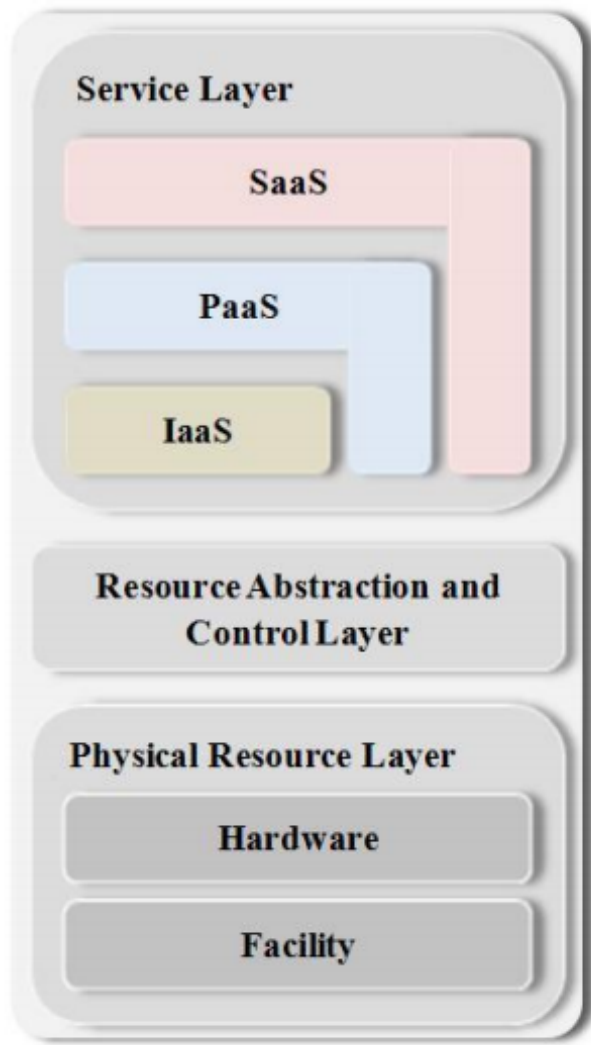 Service Layer
SaaS
PaaS
IaaS
Resource Abstraction and
Control Layer
Physical Resource Layer
Hardware
Facility